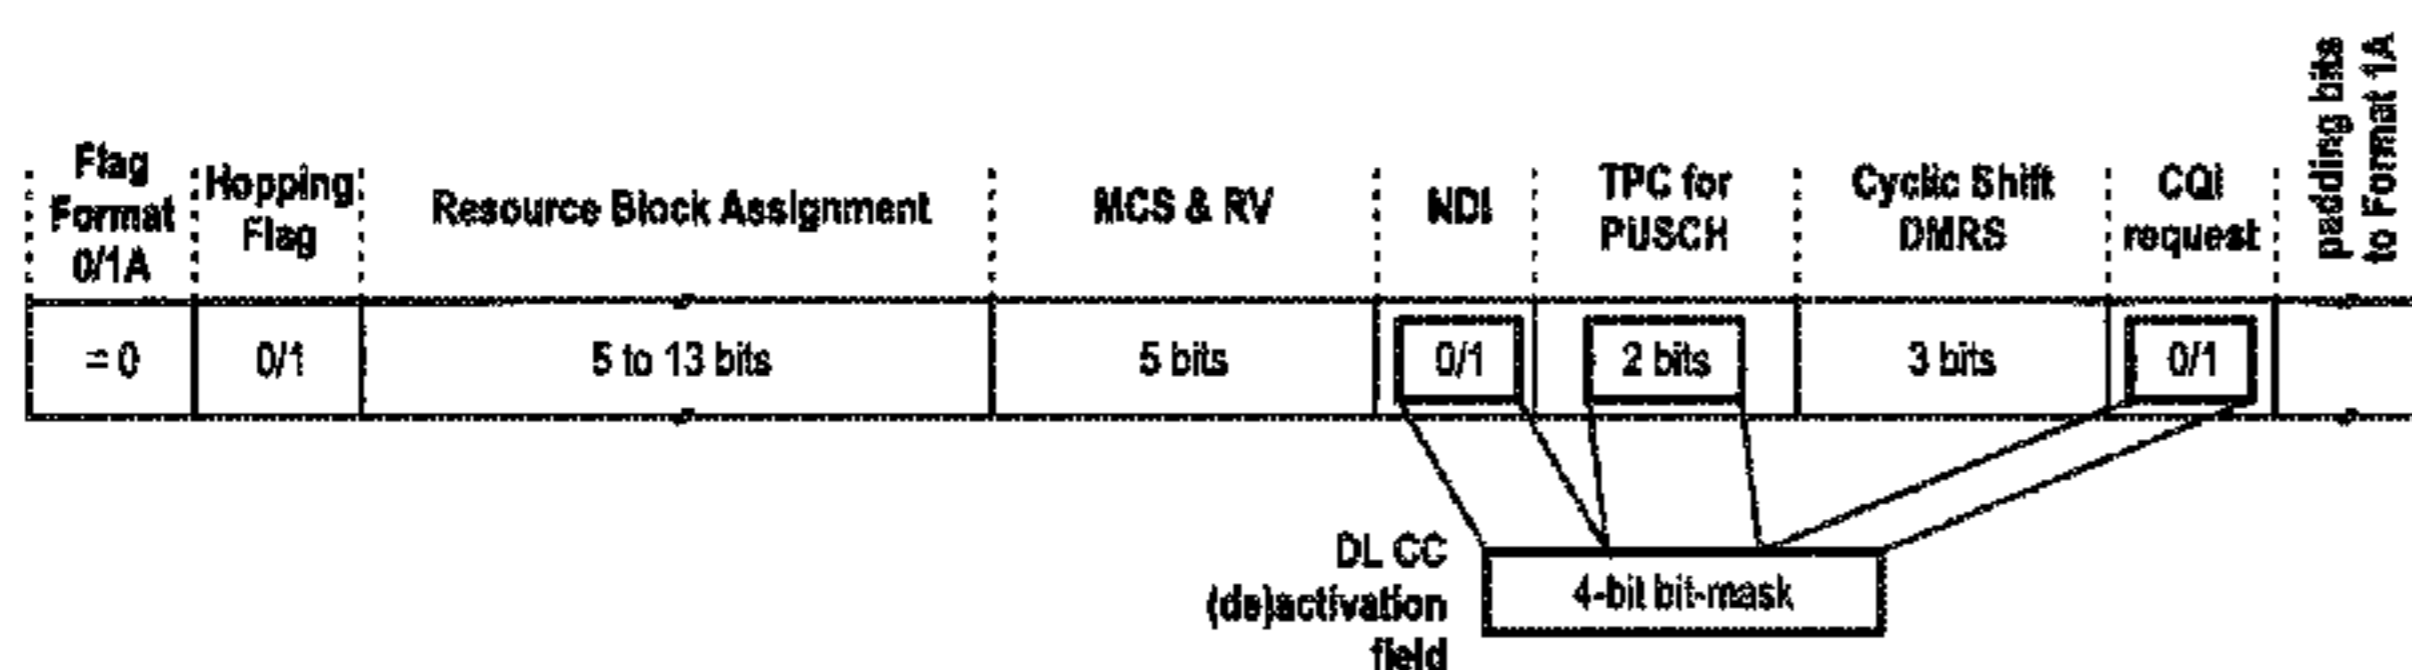 Flag
Format
0/1A
Hopping
Flag
Resource Block Assignment
MCS & RV
NDI
TPC for
PUSCH
Cyclic Shift
DMRS
CQI
request
padding bits
to Format 1A
= 0
0/1
5 to 13 bits
5 bits
0/1
2 bits
3 bits
0/1
DL CC
(de)activation
field
4-bit bit-mask